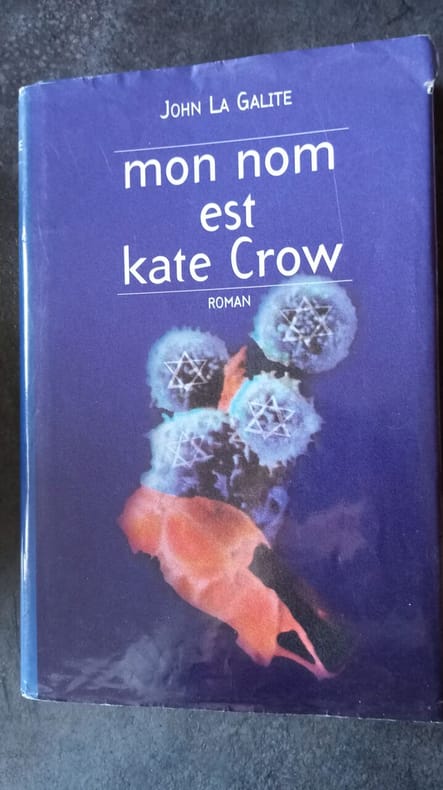 JOHN LA GALITE
mon nom
est
kate Crow
ROMAN